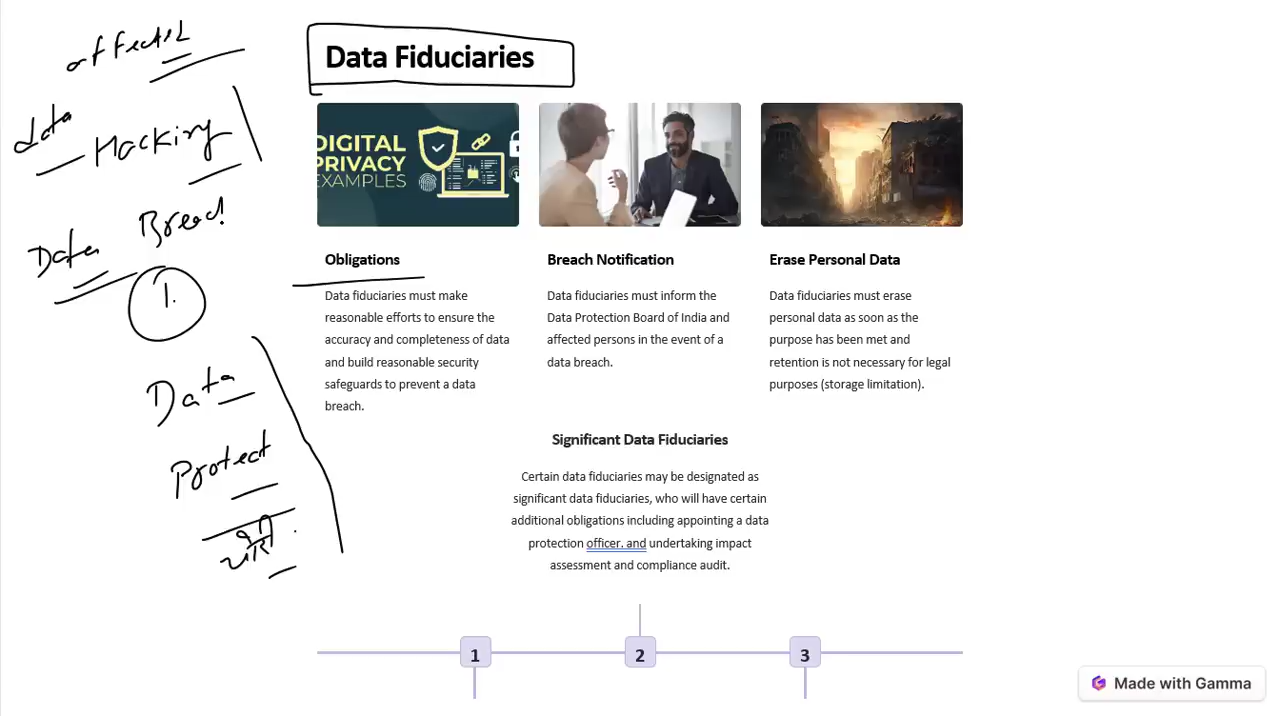 affected
data
Hacking
Data Breach
1.
Data
Protect
Data Fiduciaries
DIGITAL
PRIVACY
EXAMPLES
Obligations
Data fiduciaries must make
reasonable efforts to ensure the
accuracy and completeness of data
and build reasonable security
safeguards to prevent a data
breach.
Breach Notification
Data fiduciaries must inform the
Data Protection Board of India and
affected persons in the event of a
data breach.
Erase Personal Data
Data fiduciaries must erase
personal data as soon as the
purpose has been met and
retention is not necessary for legal
purposes (storage limitation).
Significant Data Fiduciaries
Certain data fiduciaries may be designated as
significant data fiduciaries, who will have certain
additional obligations including appointing a data
protection officer. and undertaking impact
assessment and compliance audit.
1
2
3
Made with Gamma